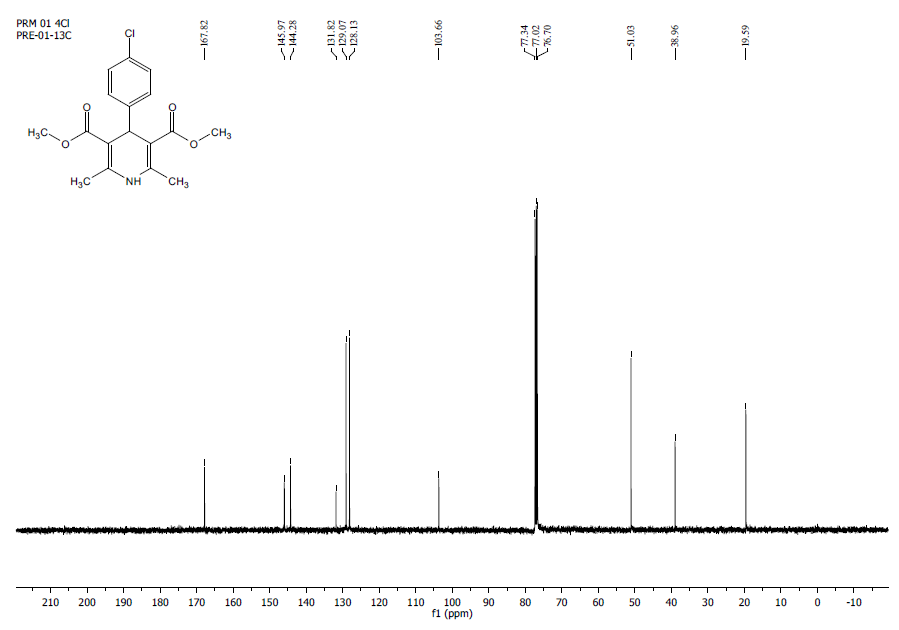 PRM 01 4Cl
PRE-01-13C
167.82
145.97
144.28
131.82
129.07
128.13
103.66
77.34
77.02
76.70
51.03
38.96
19.59
Cl
O
O
H₃C
CH₃
O
O
H₃C
NH
CH₃
210 200 190 180 170 160 150 140 130 120 110 100 90 80 70 60 50 40 30 20 10 0 -10
f1 (ppm)